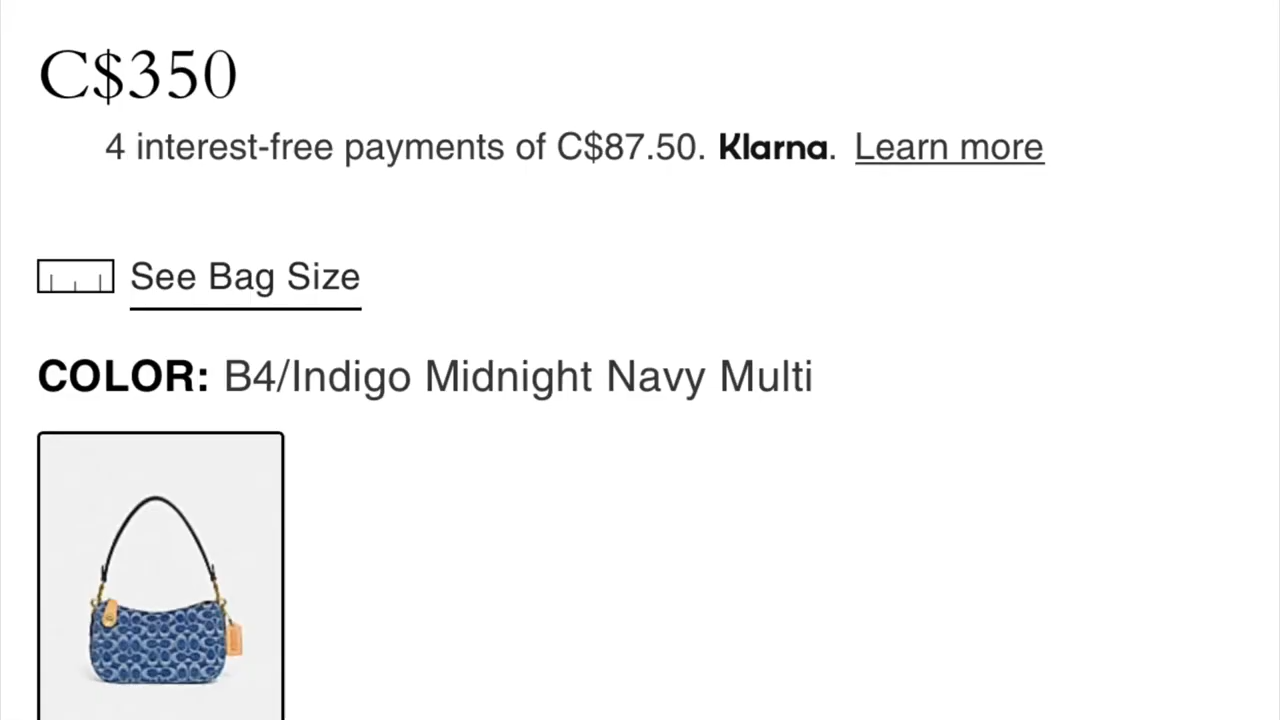 C$350
4 interest-free payments of C$87.50. Klarna. Learn more
See Bag Size
COLOR: B4/Indigo Midnight Navy Multi